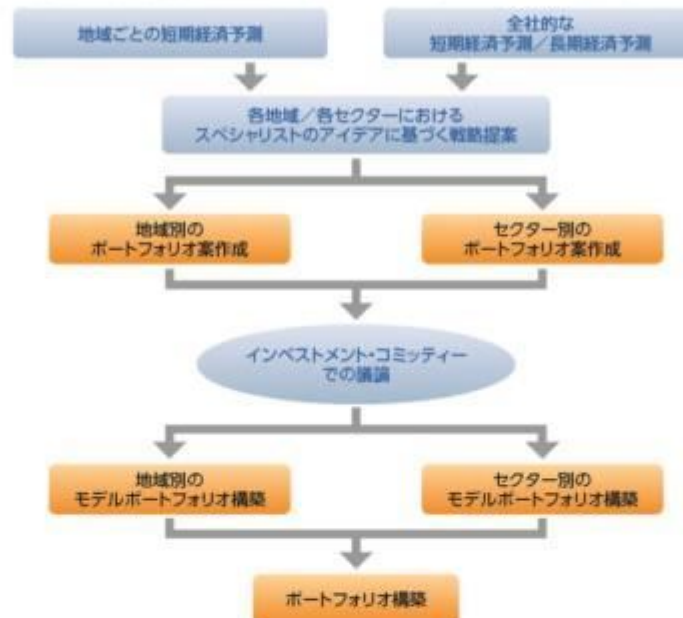 地域ごとの短期経済予測
全社的な
短期経済予測／長期経済予測
各地域／各セクターにおける
スペシャリストのアイデアに基づく戦略提案
地域別の
ポートフォリオ案作成
セクター別の
ポートフォリオ案作成
インベストメント・コミッティー
での議論
地域別の
モデルポートフォリオ構築
セクター別の
モデルポートフォリオ構築
ポートフォリオ構築